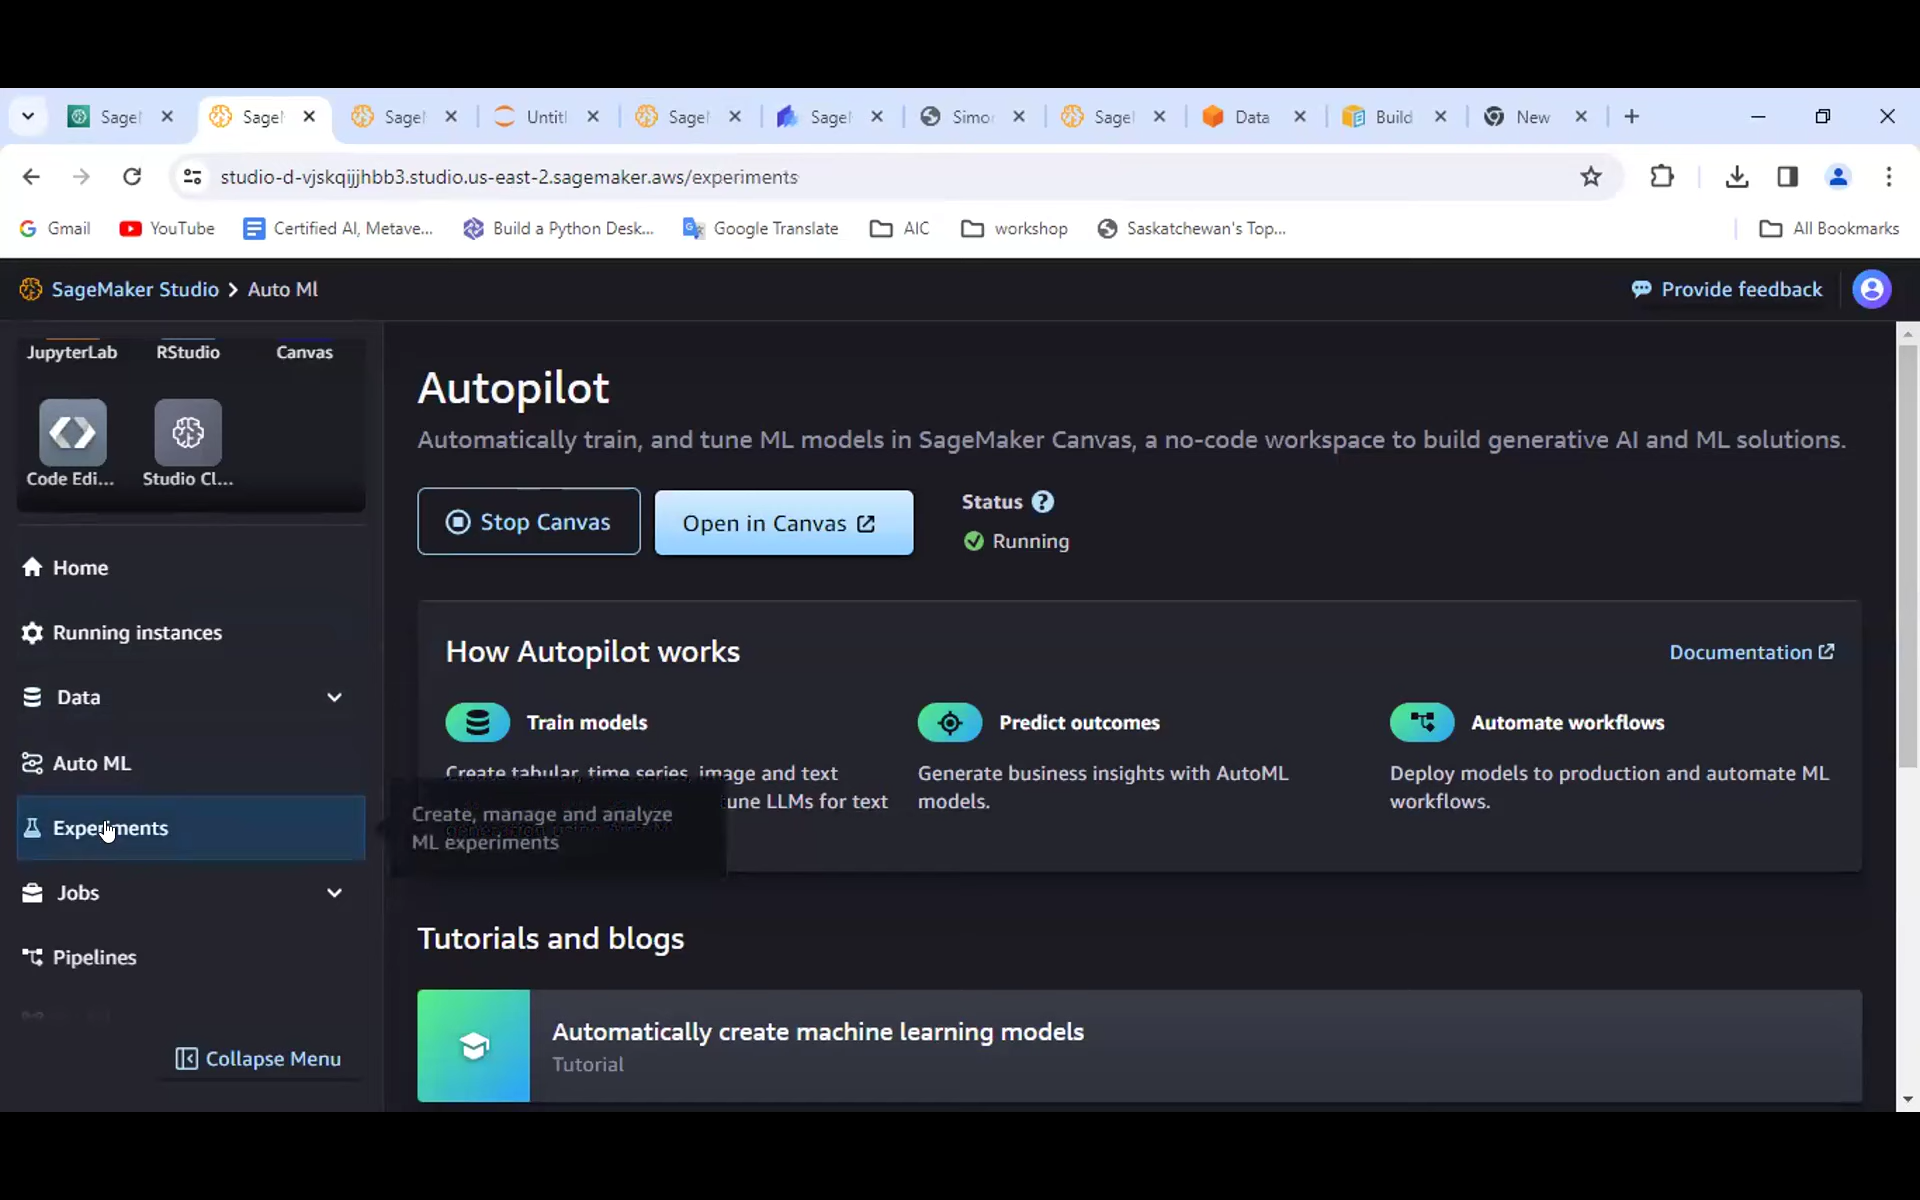 Sage
Sage
Sage
Untit
Sage
Sage
Simo
Sage
Data
Build
New
studio-d-vjskqijjhbb3.studio.us-east-2.sagemaker.aws/experiments
Gmail
YouTube
Certified AI, Metave...
Build a Python Desk...
Google Translate
AIC
workshop
Saskatchewan's Top...
All Bookmarks
SageMaker Studio > Auto Ml
Provide feedback
JupyterLab
RStudio
Canvas
Code Edi...
Studio Cl...
Home
Running instances
Data
Auto ML
Experiments
Jobs
Pipelines
Collapse Menu
Create, manage and analyze
ML experiments
Autopilot
Automatically train, and tune ML models in SageMaker Canvas, a no-code workspace to build generative AI and ML solutions.
Stop Canvas
Open in Canvas
Status
Running
How Autopilot works
Documentation
Train models
Create tabular, time series, image and text
une LLMs for text
Predict outcomes
Generate business insights with AutoML
models.
Automate workflows
Deploy models to production and automate ML
workflows.
Tutorials and blogs
Automatically create machine learning models
Tutorial